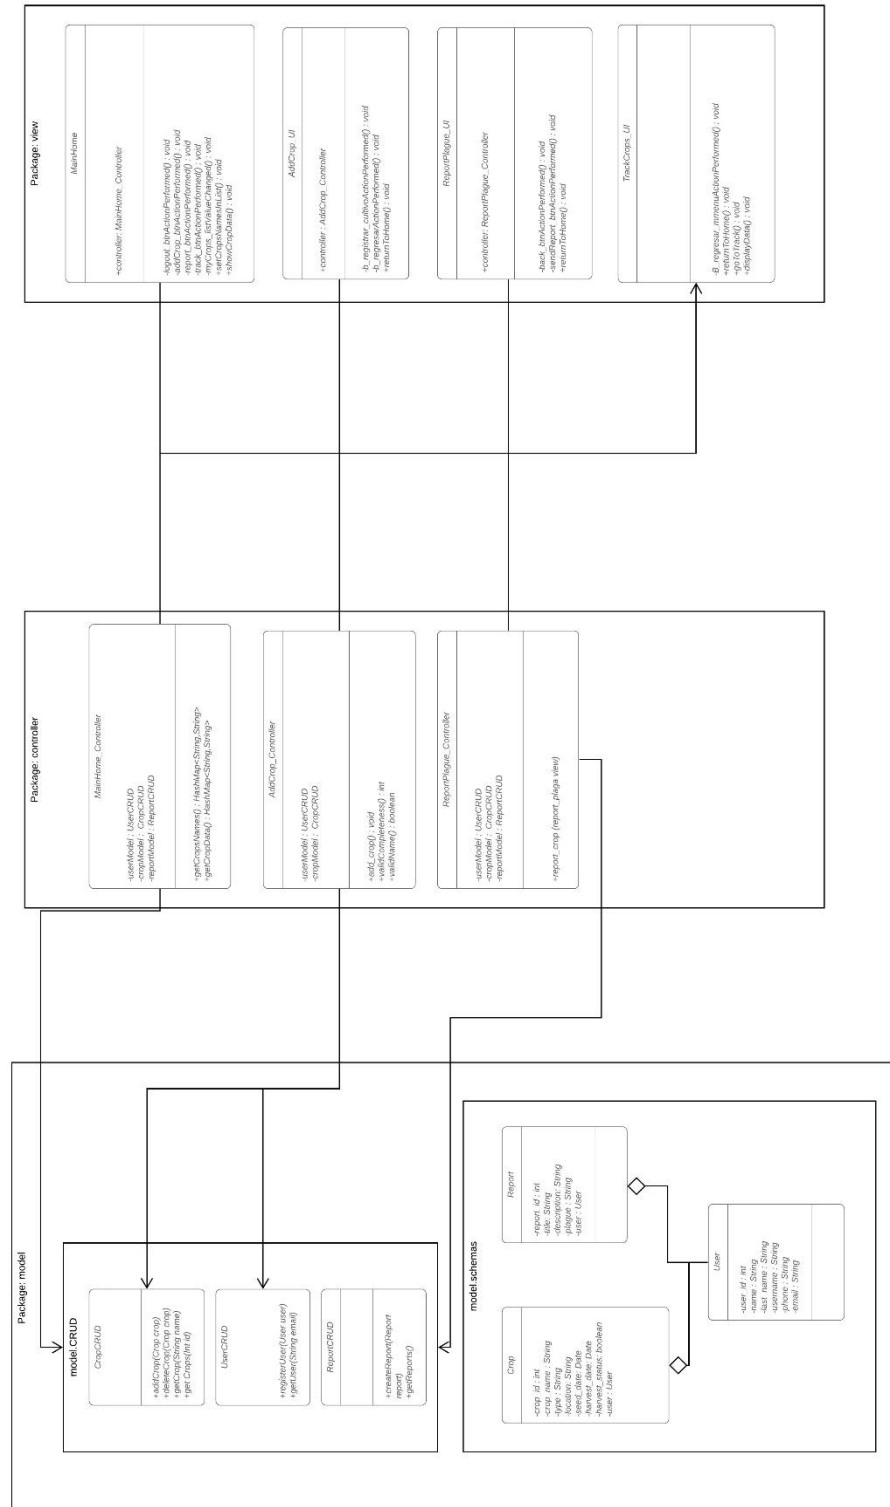 Package: view
MainHome
+controller: MainHome_Controller
-logout_btnActionPerformed() : void
-addCrop_btnActionPerformed() : void
-report_btnActionPerformed() : void
-track_btnActionPerformed() : void
-myCrops_listValueChanged() : void
+setCropsNamesInList() : void
+showCropData() : void
AddCrop_UI
+controller : AddCrop_Controller
-b_registrar_cultivoActionPerformed() : void
-b_regresarActionPerformed() : void
+returnToHome() : void
ReportPlague_UI
+controller: ReportPlague_Controller
-back_btnActionPerformed() : void
-sendReport_btnActionPerformed() : void
+returnToHome() : void
TrackCrops_UI
-B_regresar_mmenuActionPerformed() : void
+returnToHome() : void
+goToTrack() : void
+displayData() : void
Package: controller
MainHome_Controller
-userModel : UserCRUD
-cropModel : CropCRUD
-reportModel : ReportCRUD
+getCropsNames() : HashMap<String,String>
+getCropData() : HashMap<String,String>
AddCrop_Controller
-userModel : UserCRUD
-cropModel : CropCRUD
+add_crop() : void
+validCompleteness() : int
+validName() : boolean
ReportPlague_Controller
-userModel : UserCRUD
-cropModel : CropCRUD
-reportModel : ReportCRUD
+report_crop (report_plaga view)
Package: model
model.CRUD
CropCRUD
+addCrop(Crop crop)
+deleteCrop(Crop crop)
+getCrop(String name)
+get Crops(Int id)
UserCRUD
+registerUser(User user)
+getUser(String email)
ReportCRUD
+createReport(Report
report)
+getReports()
model.schemas
Crop
-crop_id : int
-crop_name : String
-type : String
-location: String
-seed_date: Date
-harvest_date: Date
-harvest_status: boolean
-user : User
Report
-report_id : int
-title: String
-description: String
-plague : String
-user : User
User
-user_id : int
-name : String
-last_name : String
-username : String
-phone : String
-email : String